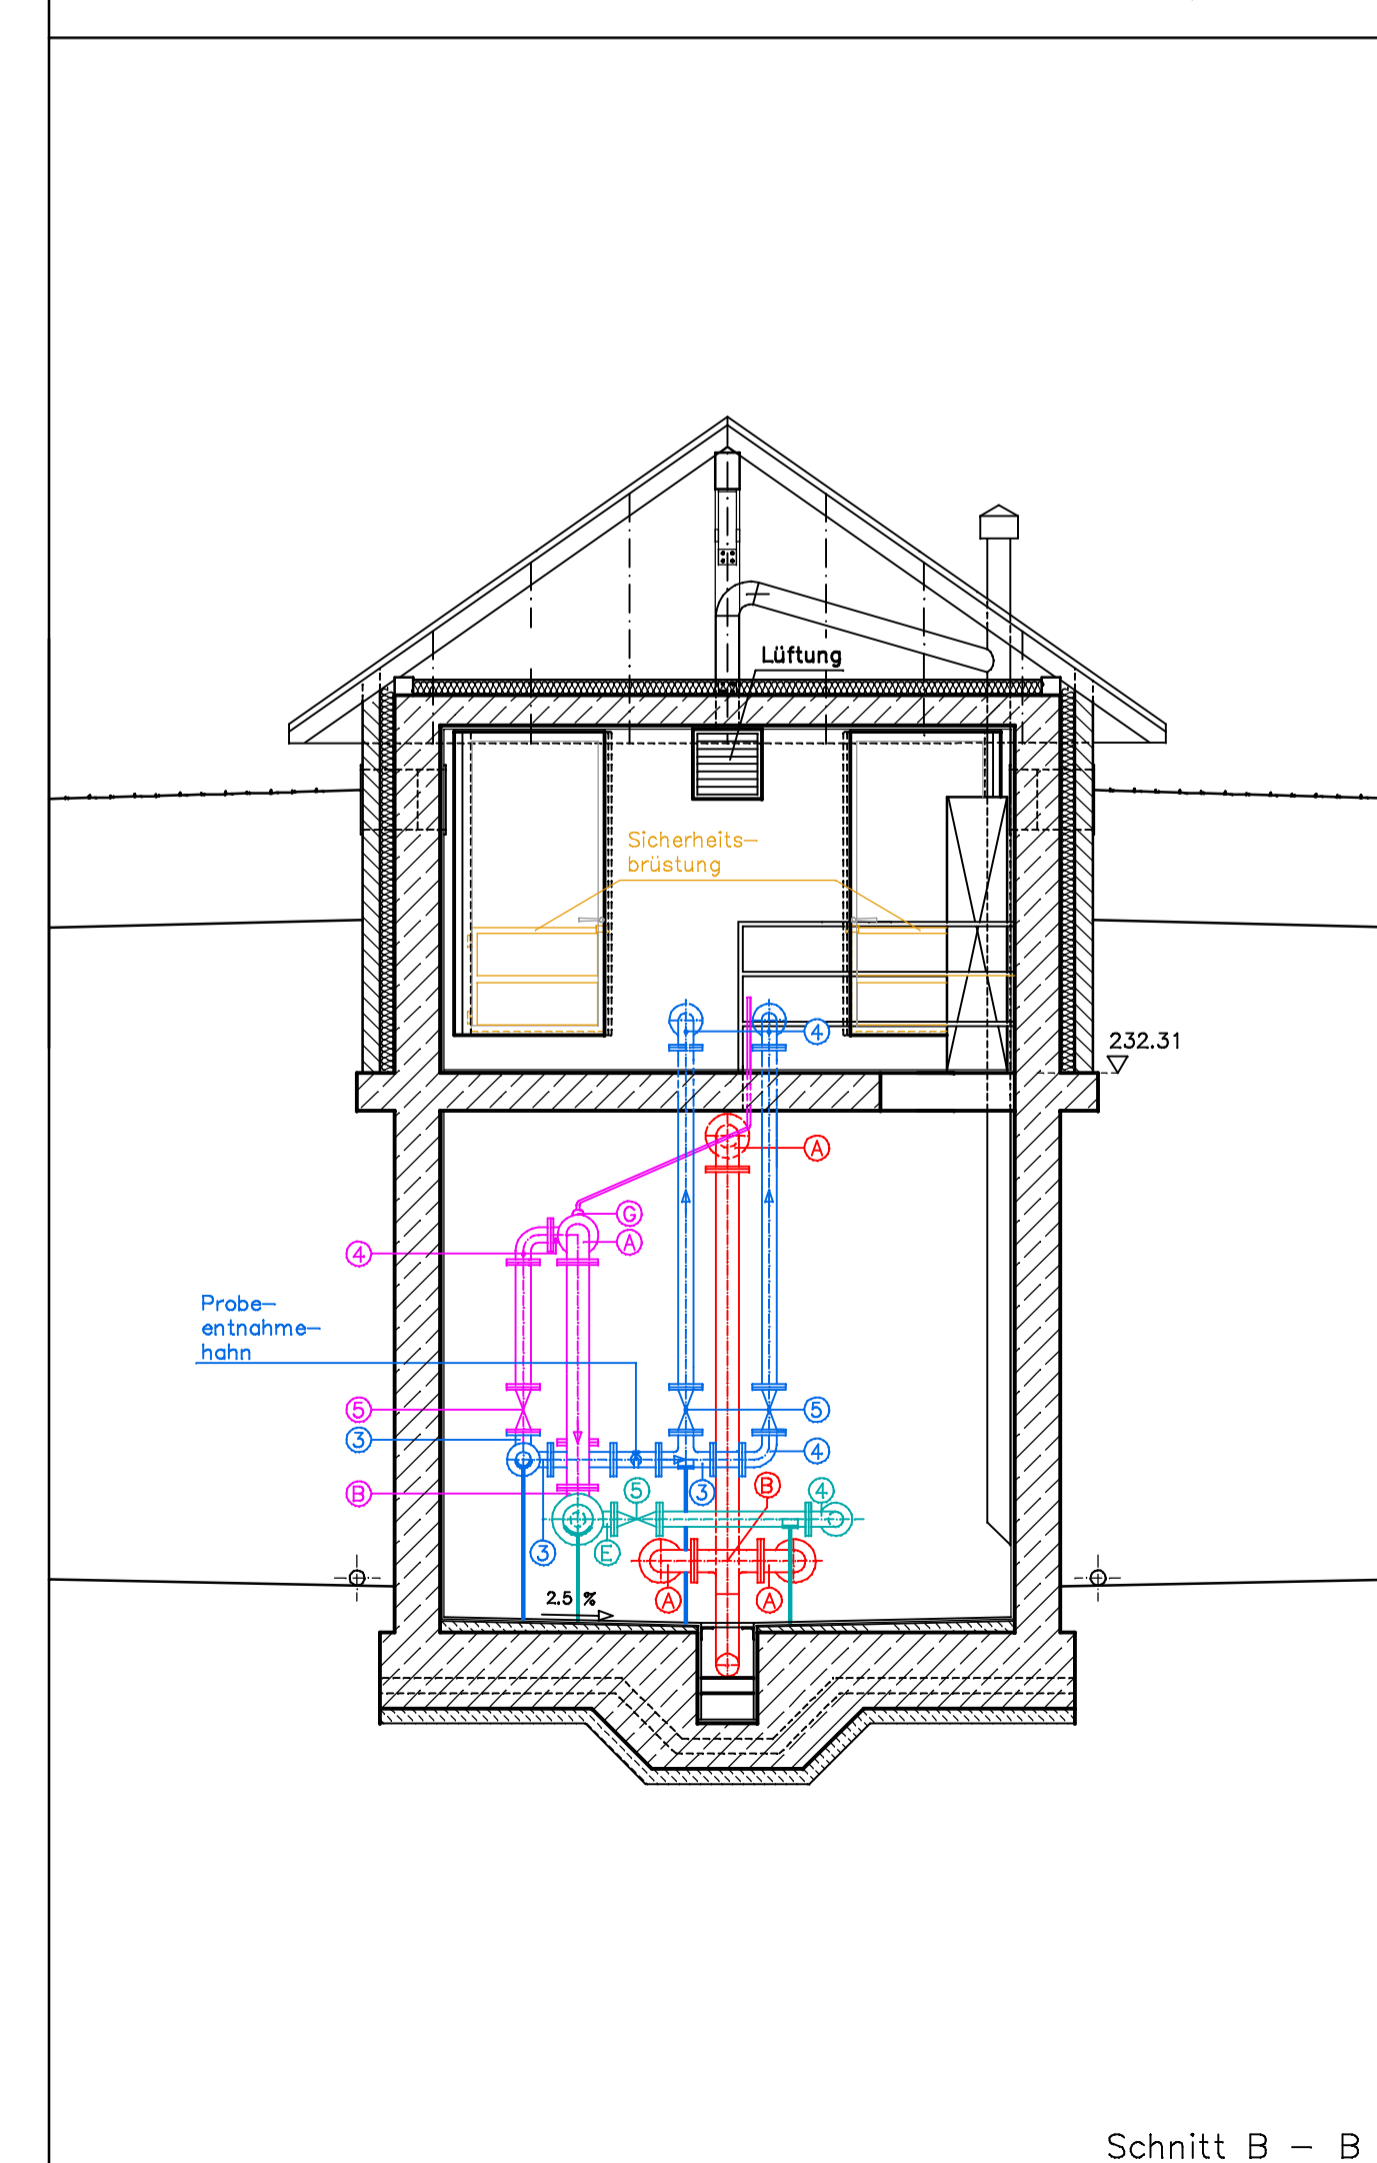 Lüftung
Sicherheits–
brüstung
4
232.31
A
G
A
4
Probe–
entnahme–
hahn
5
5
3
4
B
3
B
5
4
3
E
A
A
2.5 %
Schnitt B – B